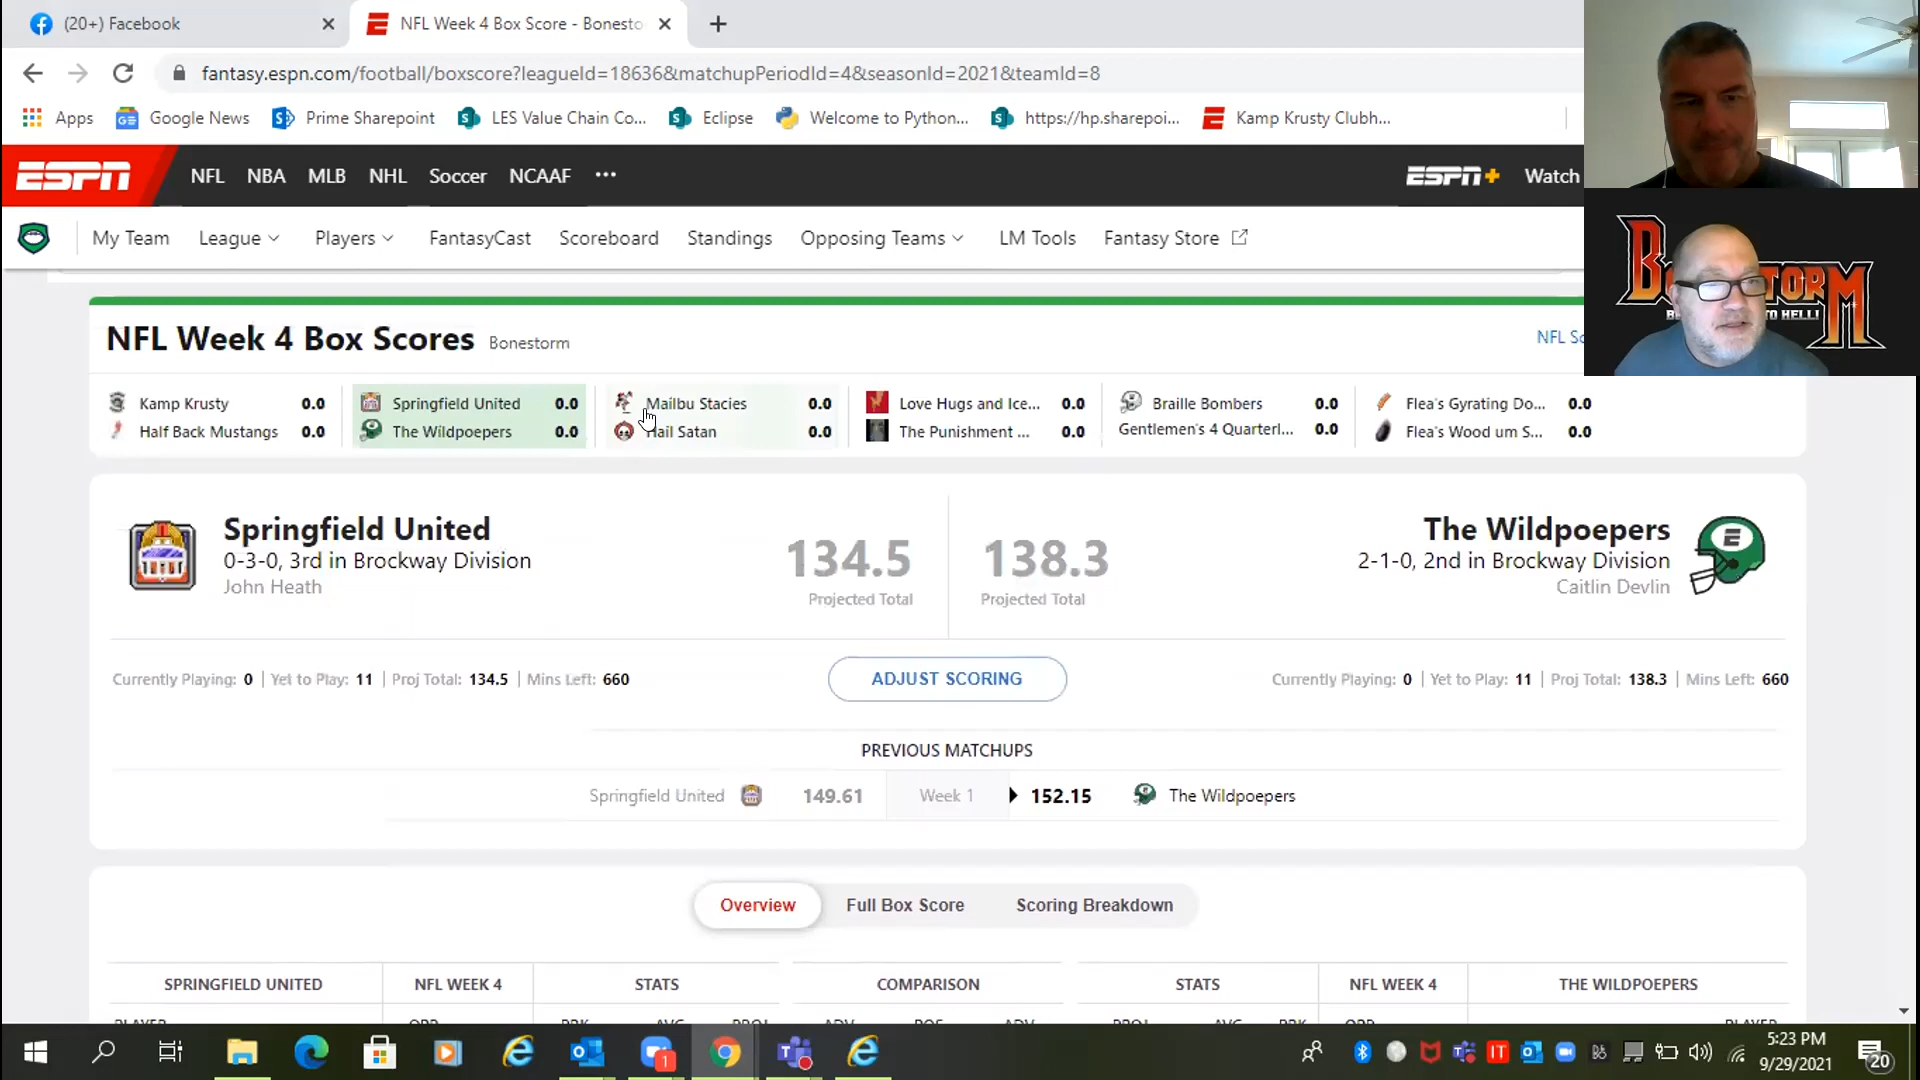 (20+) Facebook
NFL Week 4 Box Score - Bonesto
fantasy.espn.com/football/boxscore?leagueId=18636&matchupPeriodId=4&seasonId=2021&teamId=8
Apps Google News Prime Sharepoint LES Value Chain Co... Eclipse Welcome to Python... https://hp.sharepoi... Kamp Krusty Clubh...
ESPN NFL NBA MLB NHL Soccer NCAAF ••• ESPN+ Watch
My Team League Players FantasyCast Scoreboard Standings Opposing Teams LM Tools Fantasy Store
NFL Week 4 Box Scores Bonestorm
Kamp Krusty 0.0 Springfield United 0.0 Mailbu Stacies 0.0 Love Hugs and Ice... 0.0 Braille Bombers 0.0 Flea's Gyrating Do... 0.0
Half Back Mustangs 0.0 The Wildpoepers 0.0 Hail Satan 0.0 The Punishment ... 0.0 Gentlemen's 4 Quarterl... 0.0 Flea's Wood um S... 0.0
Springfield United 134.5 138.3 The Wildpoepers
0-3-0, 3rd in Brockway Division 2-1-0, 2nd in Brockway Division
John Heath Projected Total Projected Total Caitlin Devlin
Currently Playing: 0 | Yet to Play: 11 | Proj Total: 134.5 | Mins Left: 660 ADJUST SCORING Currently Playing: 0 | Yet to Play: 11 | Proj Total: 138.3 | Mins Left: 660
PREVIOUS MATCHUPS
Springfield United 149.61 Week 1 152.15 The Wildpoepers
Overview Full Box Score Scoring Breakdown
SPRINGFIELD UNITED NFL WEEK 4 STATS COMPARISON STATS NFL WEEK 4 THE WILDPOEPERS
1 5:23 PM
9/29/2021 20